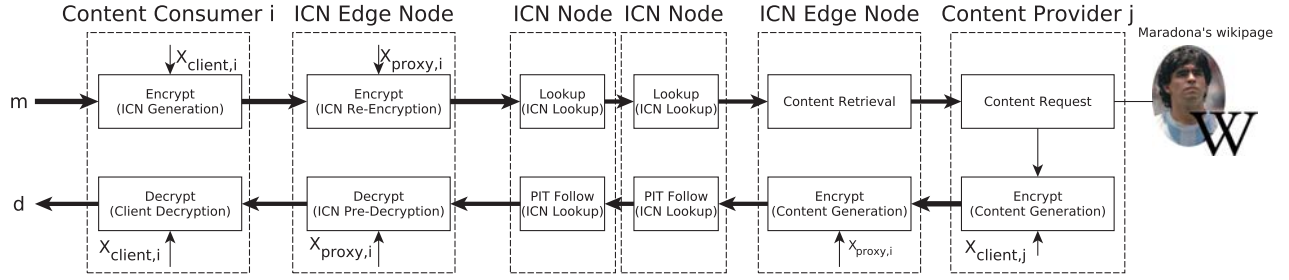 Content Consumer i
ICN Edge Node
ICN Node
ICN Node
ICN Edge Node
Content Provider j
Maradona's wikipage
X client,i
X proxy,i
m
Encrypt
(ICN Generation)
Encrypt
(ICN Re-Encryption)
Lookup
(ICN Lookup)
Lookup
(ICN Lookup)
Content Retrieval
Content Request
W
d
Decrypt
(Client Decryption)
Decrypt
(ICN Pre-Decryption)
PIT Follow
(ICN Lookup)
PIT Follow
(ICN Lookup)
Encrypt
(Content Generation)
Encrypt
(Content Generation)
X client,i
X proxy,i
X proxy,i
X client,j